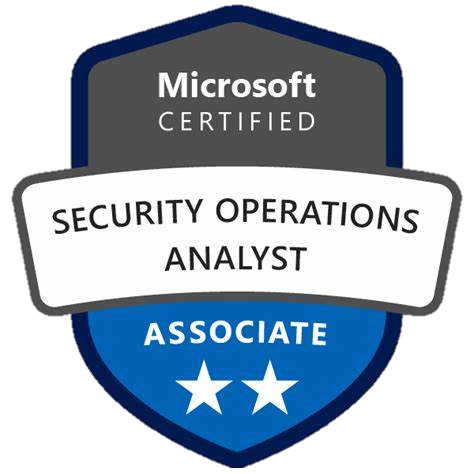 Microsoft
CERTIFIED
SECURITY OPERATIONS
ANALYST
ASSOCIATE